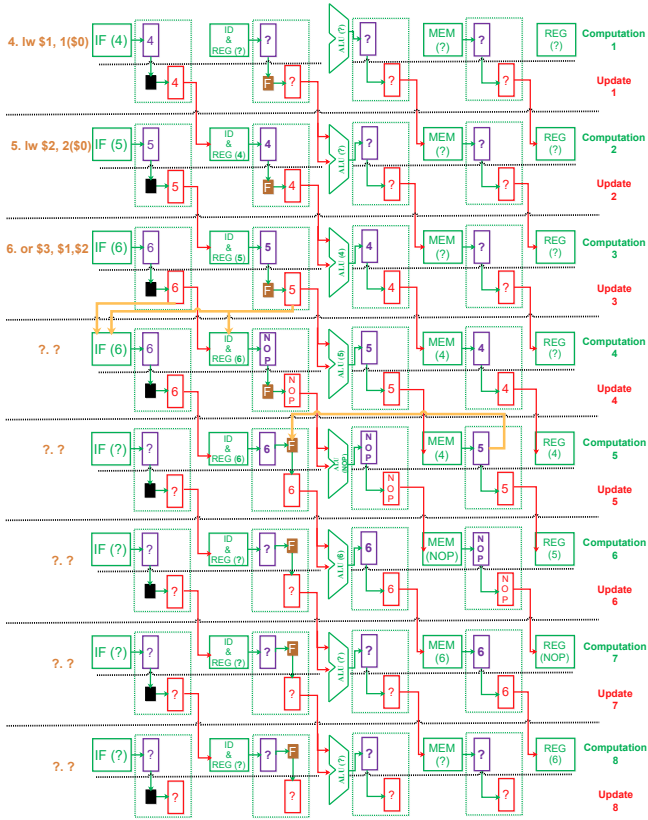 4. lw $1, 1($0)
IF (4)
4
4
ID
&
REG (?)
?
F
?
ALU (?)
?
?
MEM
(?)
?
?
REG
(?)
Computation
1
Update
1
5. lw $2, 2($0)
IF (5)
5
5
ID
&
REG (4)
4
F
4
ALU (?)
?
?
MEM
(?)
?
?
REG
(?)
Computation
2
Update
2
6. or $3, $1,$2
IF (6)
6
6
ID
&
REG (5)
5
F
5
ALU (4)
4
4
MEM
(?)
?
?
REG
(?)
Computation
3
Update
3
?. ?
IF (6)
6
6
ID
&
REG (6)
N
O
P
F
N
O
P
ALU (5)
5
5
MEM
(4)
4
4
REG
(?)
Computation
4
Update
4
?. ?
IF (?)
?
?
ID
&
REG (6)
6
F
6
ALU
(NOP)
N
O
P
N
O
P
MEM
(4)
5
5
REG
(4)
Computation
5
Update
5
?. ?
IF (?)
?
?
ID
&
REG (?)
?
F
?
ALU (6)
6
6
MEM
(NOP)
N
O
P
N
O
P
REG
(5)
Computation
6
Update
6
?. ?
IF (?)
?
?
ID
&
REG (?)
?
F
?
ALU (?)
?
?
MEM
(6)
6
6
REG
(NOP)
Computation
7
Update
7
?. ?
IF (?)
?
?
ID
&
REG (?)
?
F
?
ALU (?)
?
?
MEM
(?)
?
?
REG
(6)
Computation
8
Update
8